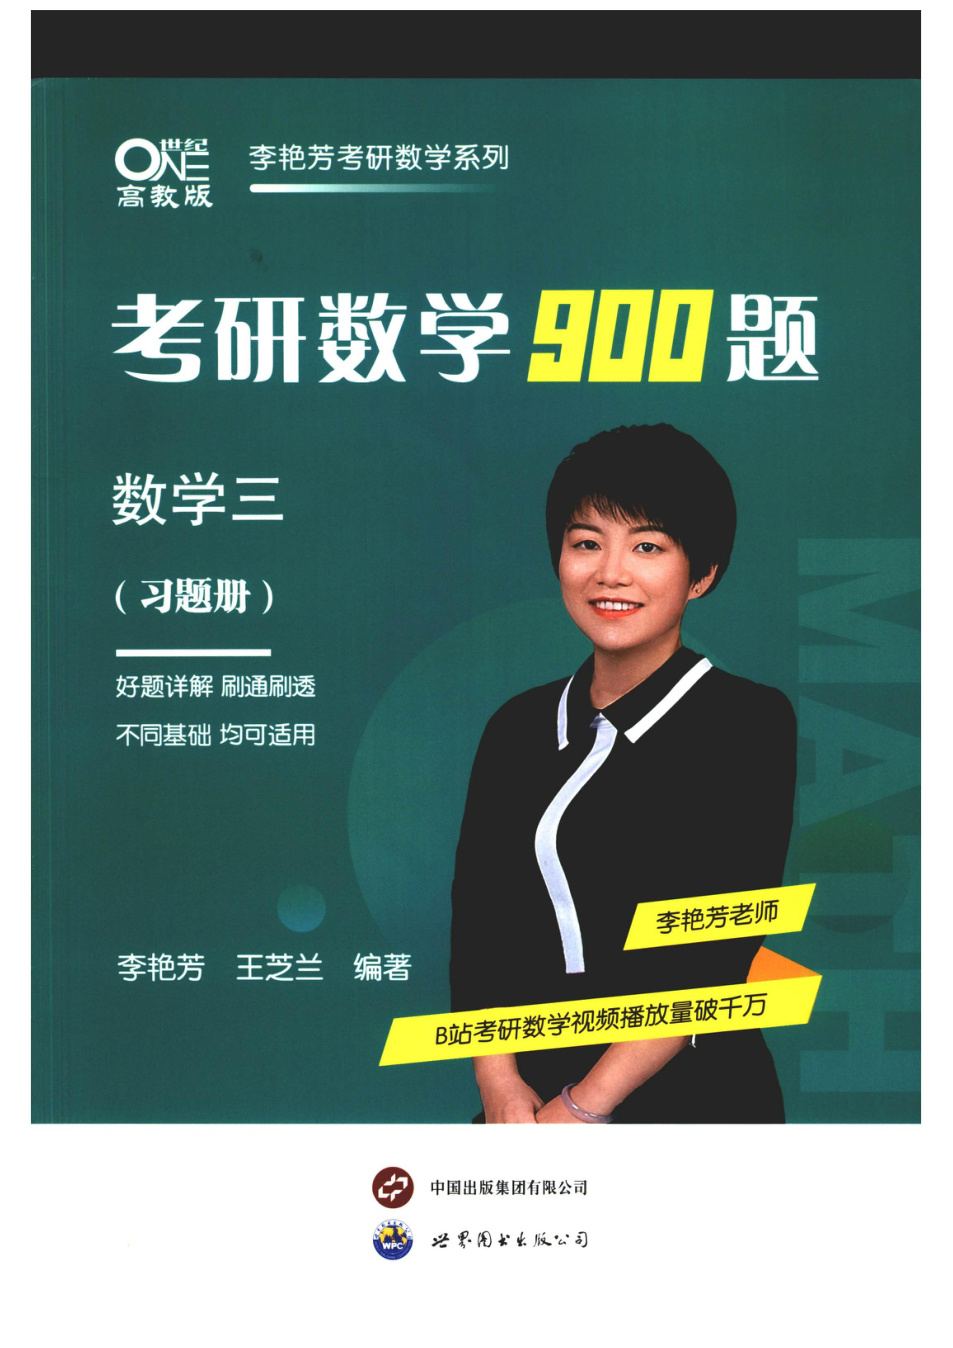 世纪
ONE
高教版
李艳芳考研数学系列
考研数学900题
数学三
（习题册）
好题详解 刷通刷透
不同基础 均可适用
MATH
李艳芳老师
李艳芳 王芝兰 编著
B站考研数学视频播放量破千万
中国出版集团有限公司
WPC
世界图书出版公司